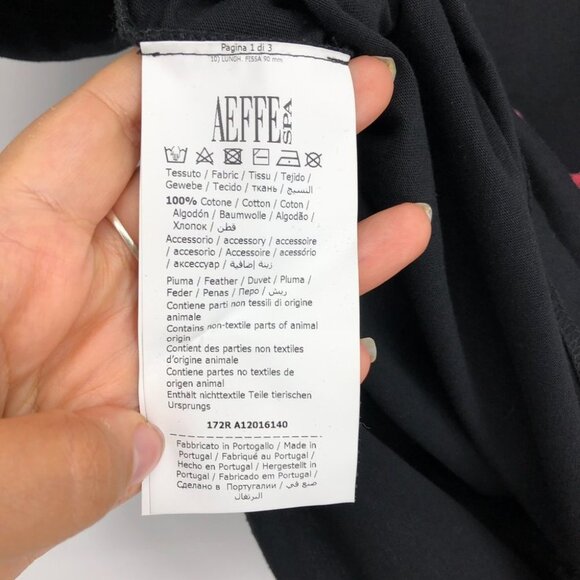 Pagina 1 di 3
10) LUNGH. FISSA 90 mm
AEFFE SPA
Tessuto / Fabric / Tissu / Tejido /
Gewebe / Tecido / ткань / النسيج
100% Cotone / Cotton / Coton /
Algodón / Baumwolle / Algodão /
Хлопок / قطن
Accessorio / accessory / accessoire
/ accesorio / Accessoire / acessório
/ аксессуар / زينة إضافية
Piuma / Feather / Duvet / Pluma /
Feder / Penas / Перо / ريش
Contiene parti non tessili di origine
animale
Contains non-textile parts of animal
origin
Contient des parties non textiles
d'origine animale
Contiene partes no textiles de
origen animal
Enthält nichttextile Teile tierischen
Ursprungs
172R A12016140
Fabbricato in Portogallo / Made in
Portugal / Fabriqué au Portugal /
Hecho en Portugal / Hergestellt in
Portugal / Fabricado em Portugal /
Сделано в Португалии / صنع في
البرتغال